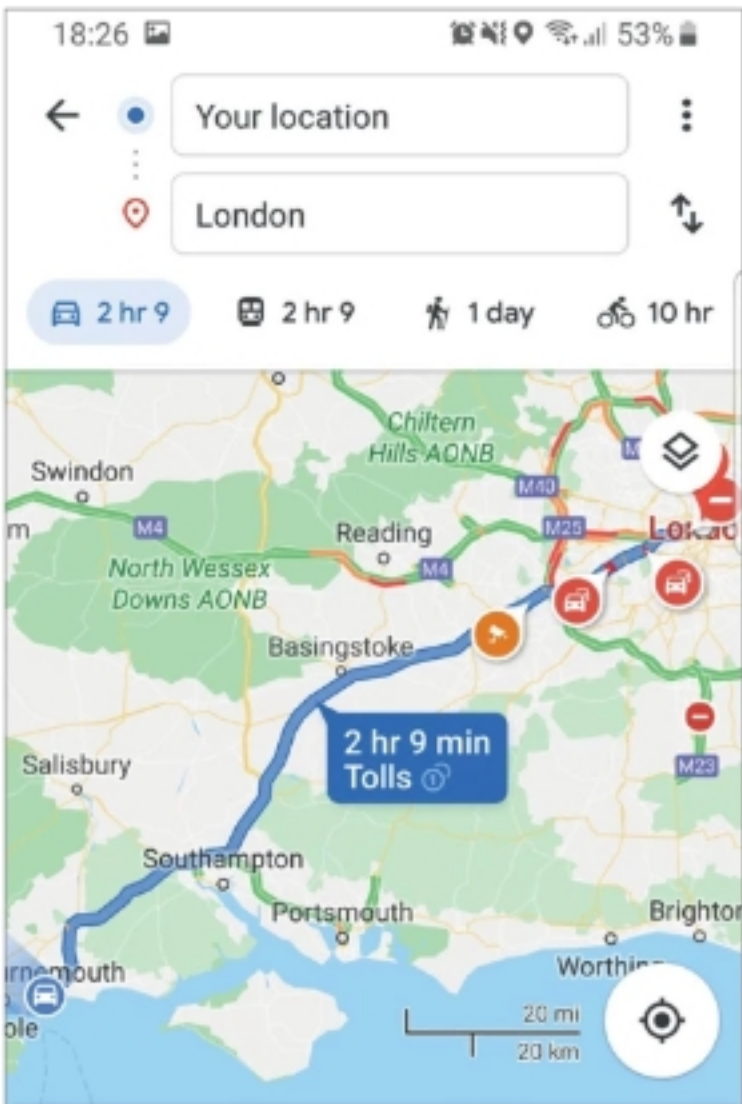 18:26 53%
Your location
London
2 hr 9 2 hr 9 1 day 10 hr
Chiltern
Hills AONB
Swindon
M40
m M4 Reading M25
North Wessex
Downs AONB
M4
Basingstoke
2 hr 9 min
Tolls
Salisbury
M23
Southampton
Portsmouth
Brighton
Worthing
rnemouth
ole
20 mi
20 km